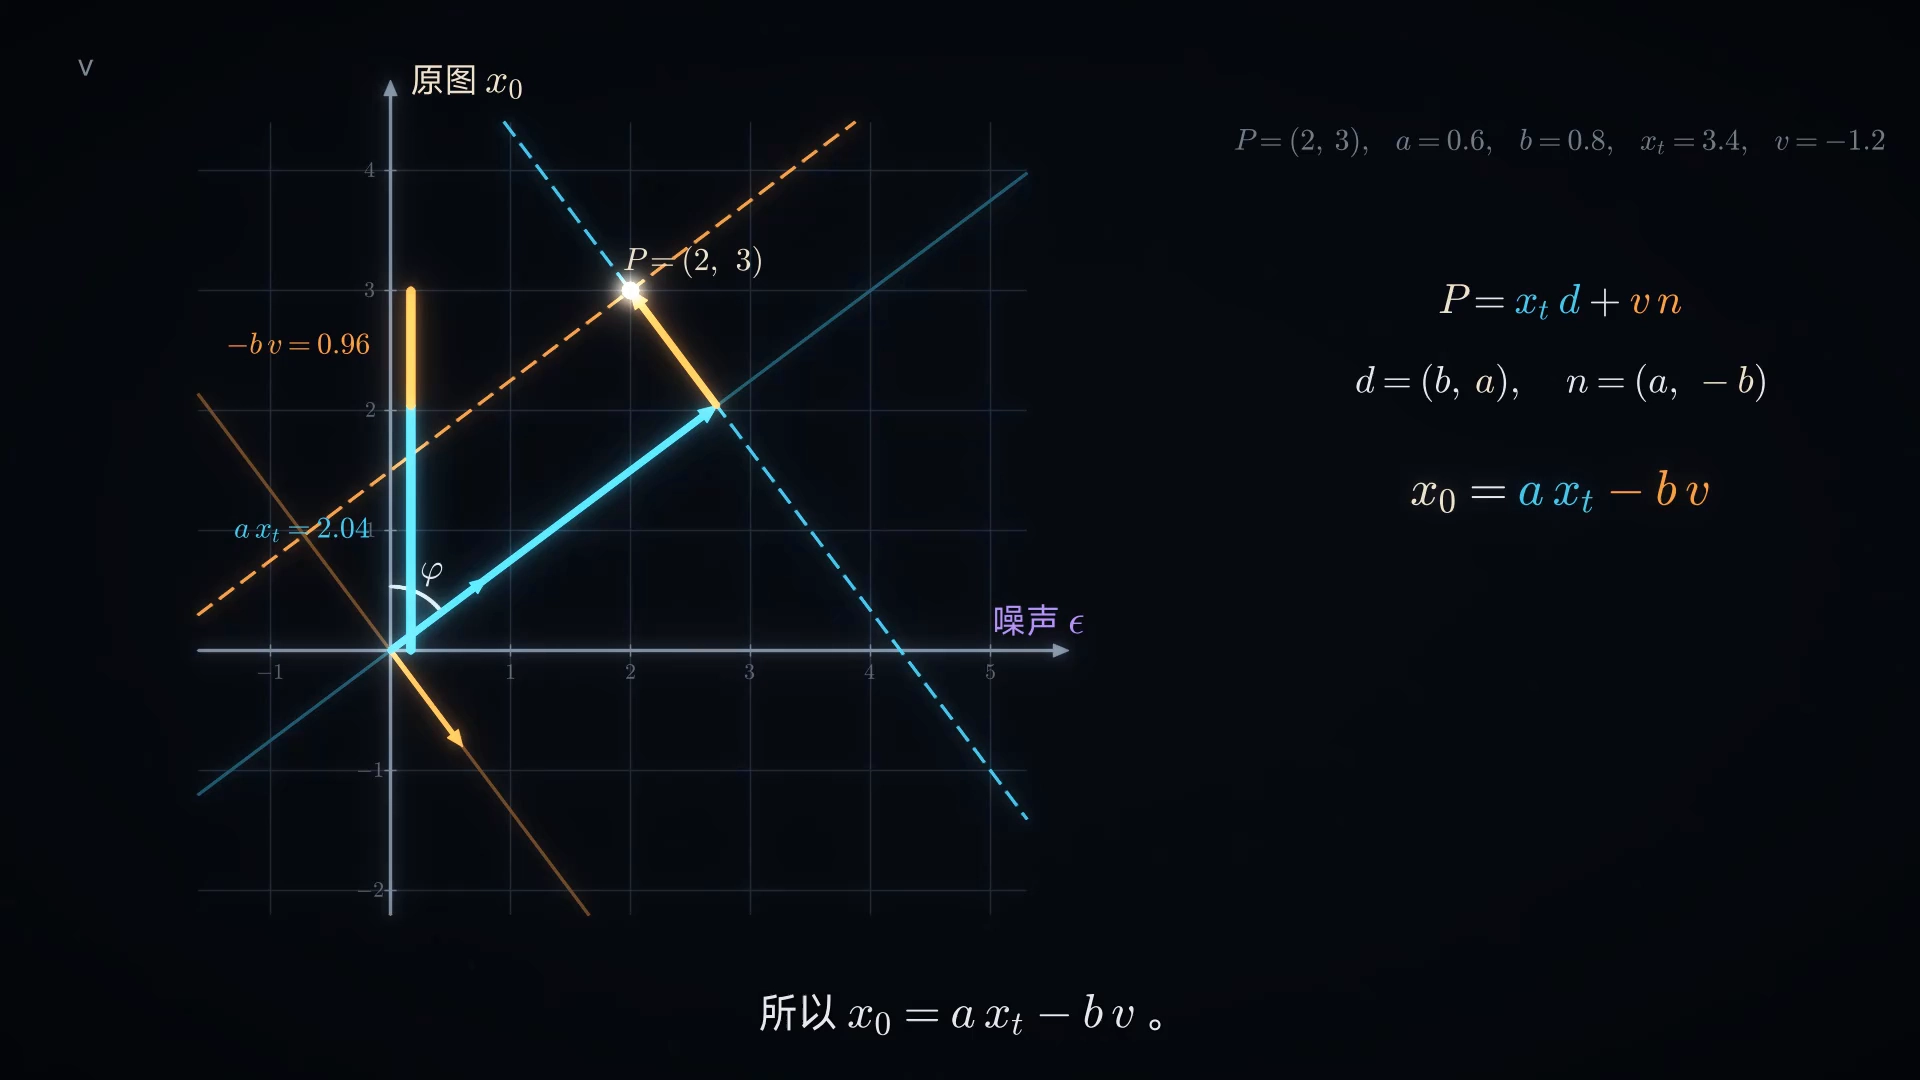 v
原图 x₀
P = (2, 3), a = 0.6, b = 0.8, xₜ = 3.4, v = −1.2
4
P = (2, 3)
3
P = xₜ d + v n
−b v = 0.96
d = (b, a), n = (a, −b)
2
x₀ = a xₜ − b v
a xₜ = 2.04
1
φ
噪声 ϵ
−1 1 2 3 4 5
−1
−2
所以 x₀ = a xₜ − b v 。